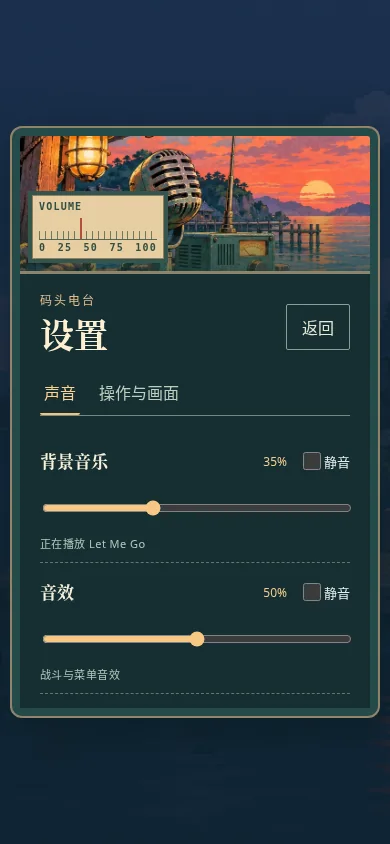 VOLUME
0 25 50 75 100
码头电台
设置
返回
声音 操作与画面
背景音乐 35% 静音
正在播放 Let Me Go
音效 50% 静音
战斗与菜单音效